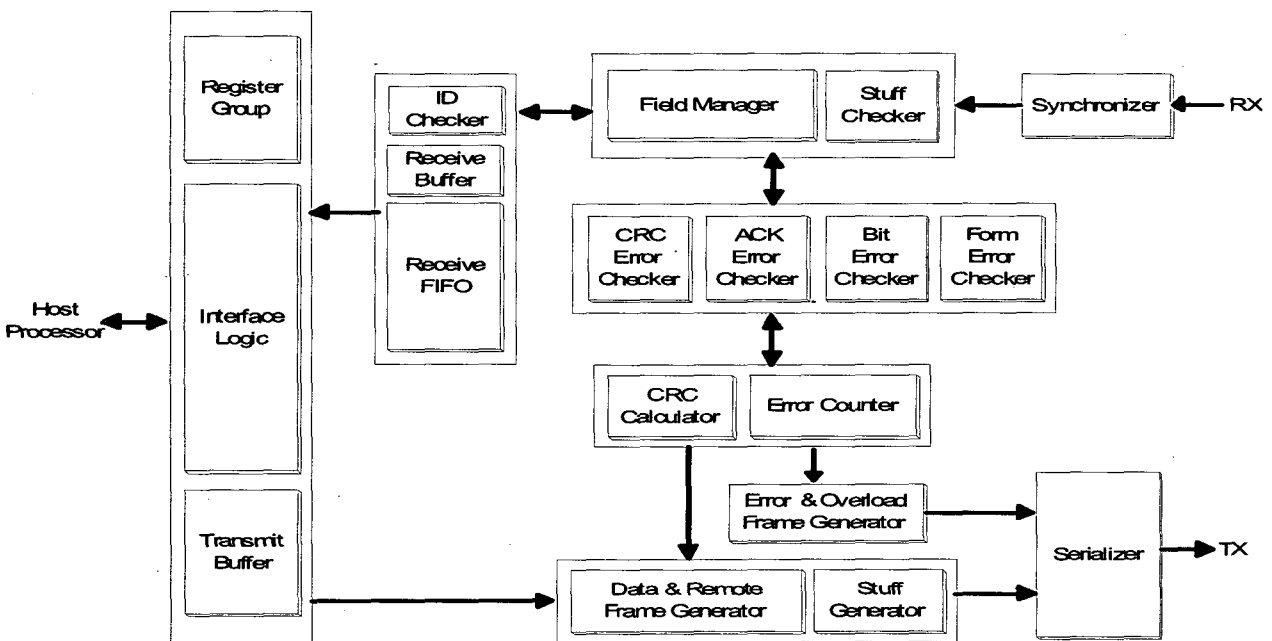 Register
Group
ID
Checker
Field Manager
Stuff
Checker
Synchronizer
RX
Receive
Buffer
CRC
Error
Checker
ACK
Error
Checker
Bit
Error
Checker
Form
Error
Checker
Receive
FIFO
Host
Processor
Interface
Logic
CRC
Calculator
Error Counter
Error & Overload
Frame Generator
Transmit
Buffer
Serializer
TX
Data & Remote
Frame Generator
Stuff
Generator